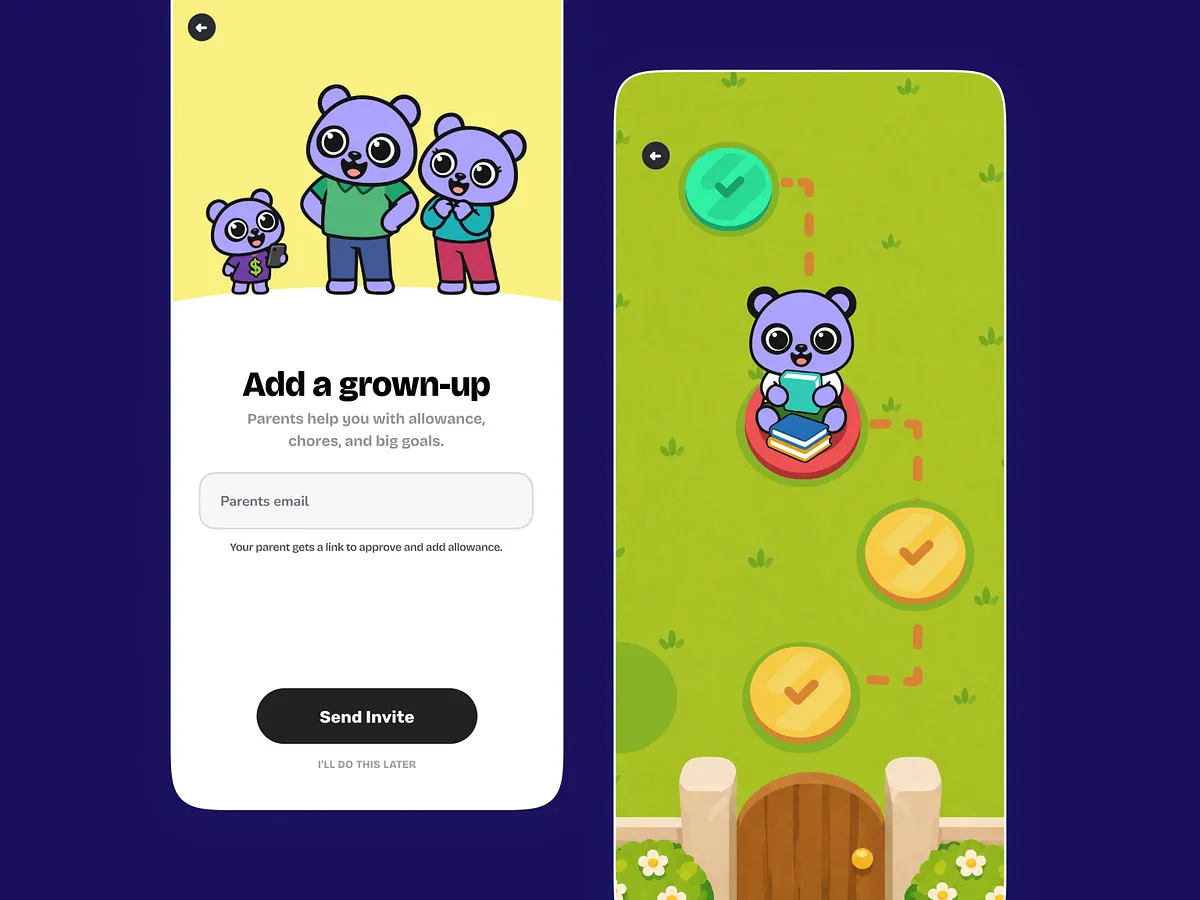 $
Add a grown-up
Parents help you with allowance,
chores, and big goals.
Parents email
Your parent gets a link to approve and add allowance.
Send Invite
I'LL DO THIS LATER